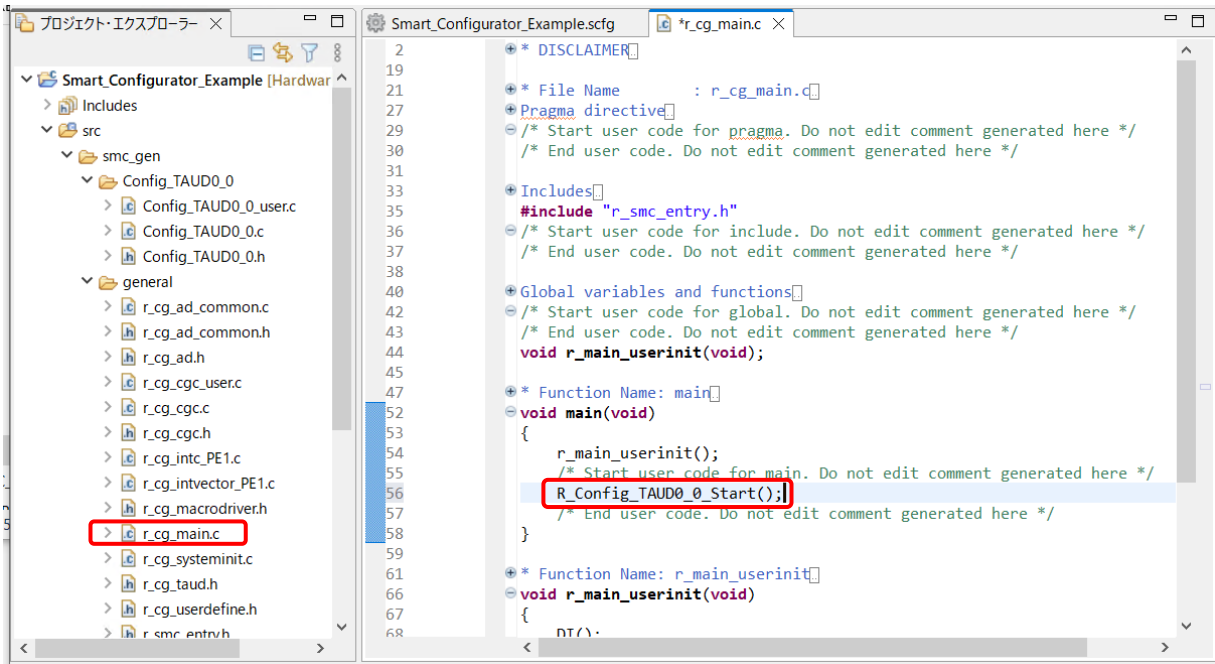 プロジェクト・エクスプローラー
Smart_Configurator_Example [Hardwar
Includes
src
smc_gen
Config_TAUD0_0
Config_TAUD0_0_user.c
Config_TAUD0_0.c
Config_TAUD0_0.h
general
r_cg_ad_common.c
r_cg_ad_common.h
r_cg_ad.h
r_cg_cgc_user.c
r_cg_cgc.c
r_cg_cgc.h
r_cg_intc_PE1.c
r_cg_intvector_PE1.c
r_cg_macrodriver.h
r_cg_main.c
r_cg_systeminit.c
r_cg_taud.h
r_cg_userdefine.h
r_smc_entry.h
Smart_Configurator_Example.scfg *r_cg_main.c
2 * DISCLAIMER
19
21 * File Name : r_cg_main.c
27 Pragma directive
29 /* Start user code for pragma. Do not edit comment generated here */
30 /* End user code. Do not edit comment generated here */
31
33 Includes
35 #include "r_smc_entry.h"
36 /* Start user code for include. Do not edit comment generated here */
37 /* End user code. Do not edit comment generated here */
38
40 Global variables and functions
42 /* Start user code for global. Do not edit comment generated here */
43 /* End user code. Do not edit comment generated here */
44 void r_main_userinit(void);
45
47 * Function Name: main
52 void main(void)
53 {
54 r_main_userinit();
55 /* Start user code for main. Do not edit comment generated here */
56 R_Config_TAUD0_0_Start();
57 /* End user code. Do not edit comment generated here */
58 }
59
61 * Function Name: r_main_userinit
66 void r_main_userinit(void)
67 {
68 DI();